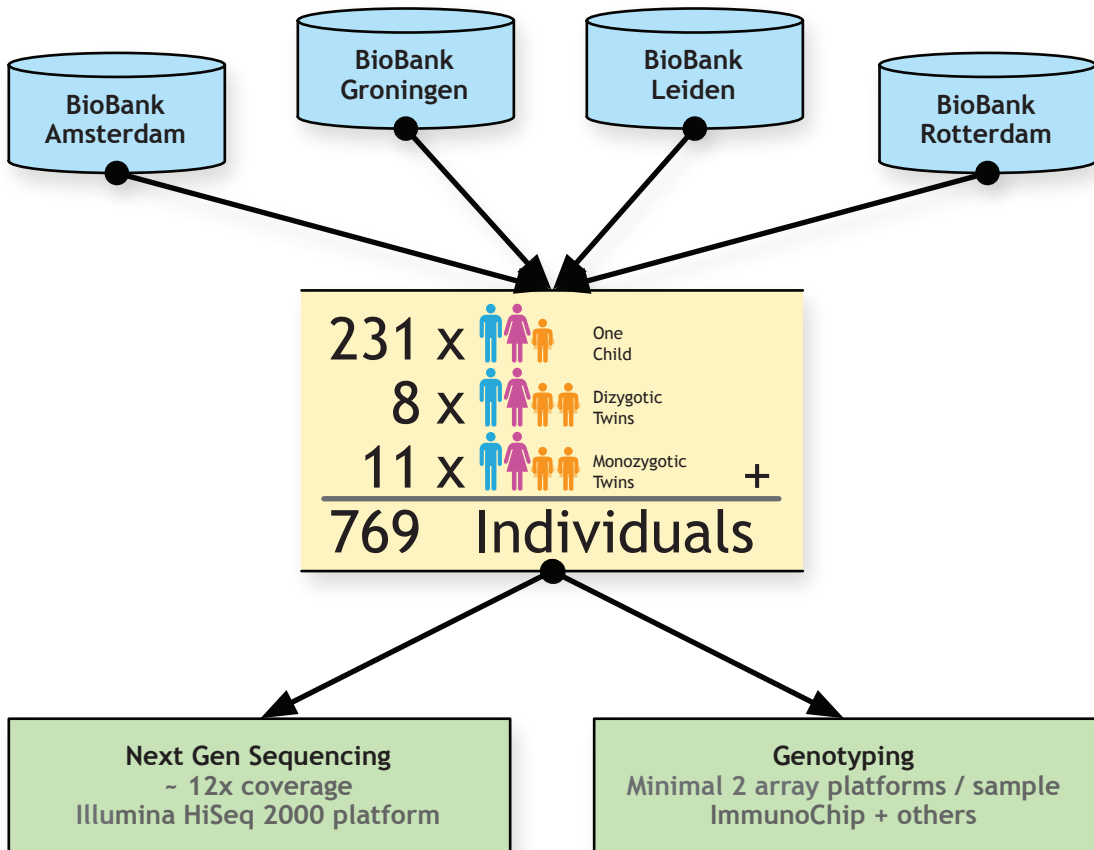 BioBank
Amsterdam
BioBank
Groningen
BioBank
Leiden
BioBank
Rotterdam
231 x
One
Child
8 x
Dizygotic
Twins
11 x
Monozygotic
Twins
+
769 Individuals
Next Gen Sequencing
~ 12x coverage
Illumina HiSeq 2000 platform
Genotyping
Minimal 2 array platforms / sample
ImmunoChip + others